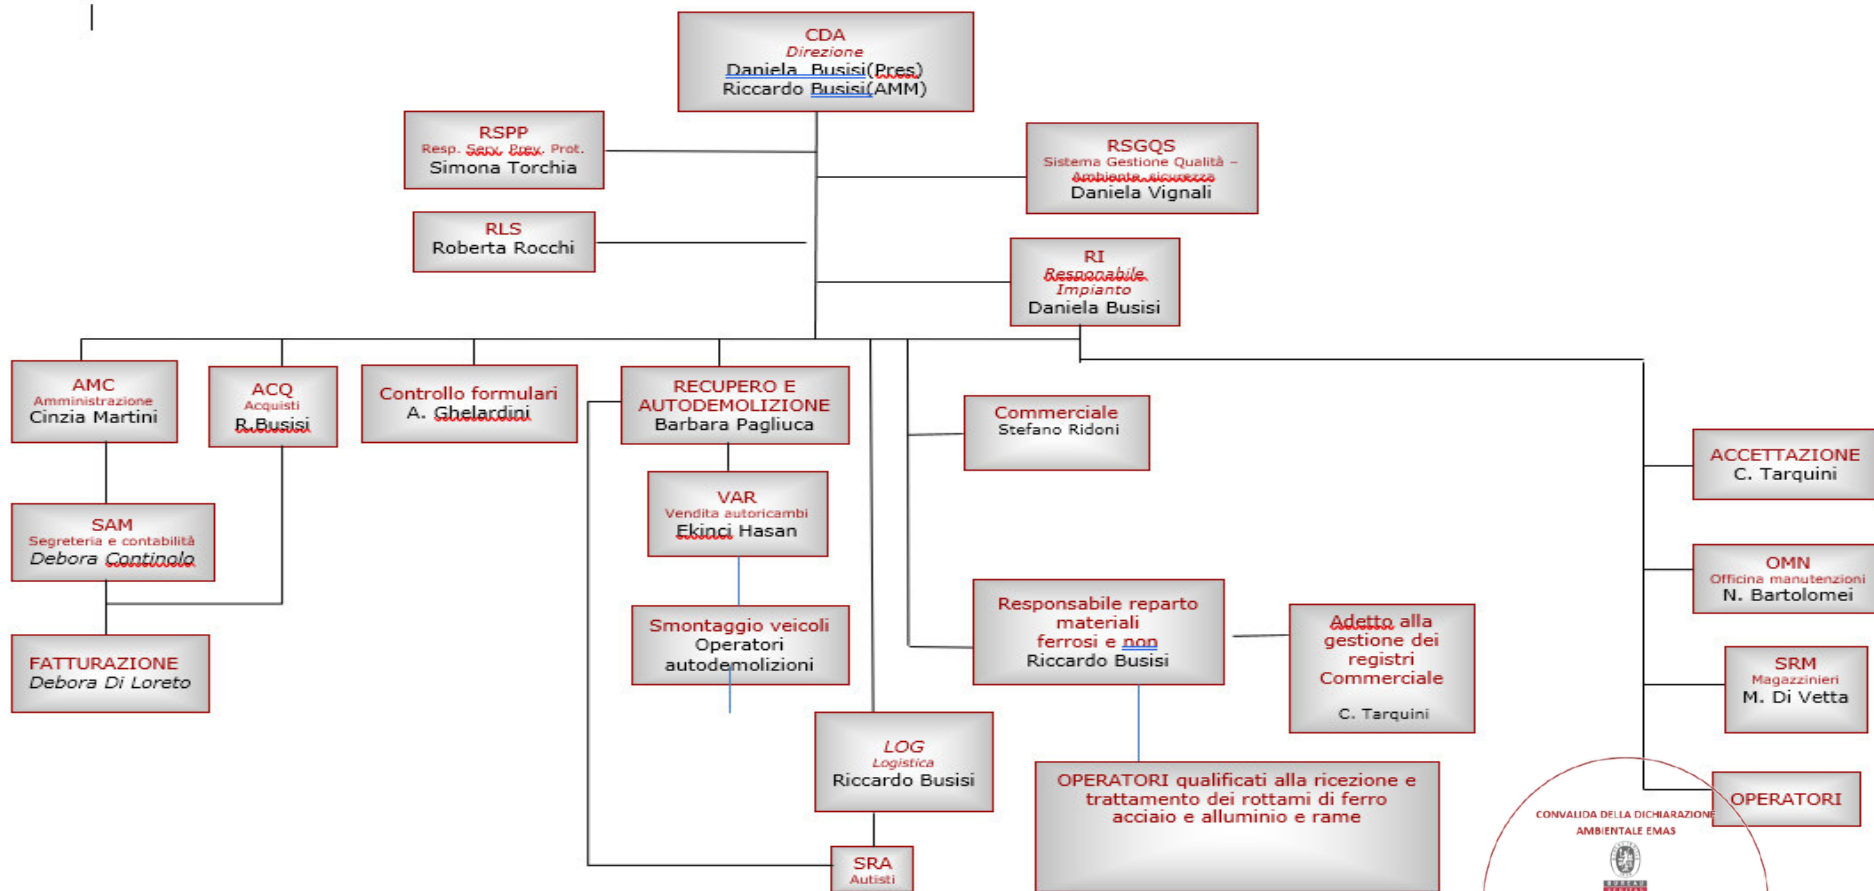 CDA
Direzione
Daniela Busisi(Pres)
Riccardo Busisi(AMM)
RSPP
Resp. Serv. Prev. Prot.
Simona Torchia
RSGQS
Sistema Gestione Qualità –
Ambiente sicurezza
Daniela Vignali
RLS
Roberta Rocchi
RI
Responabile
Impianto
Daniela Busisi
AMC
Amministrazione
Cinzia Martini
ACQ
Acquisti
R.Busisi
Controllo formulari
A. Ghelardini
RECUPERO E
AUTODEMOLIZIONE
Barbara Pagliuca
Commerciale
Stefano Ridoni
ACCETTAZIONE
C. Tarquini
SAM
Segreteria e contabilità
Debora Continolo
VAR
Vendita autoricambi
Ekinci Hasan
OMN
Officina manutenzioni
N. Bartolomei
FATTURAZIONE
Debora Di Loreto
Smontaggio veicoli
Operatori
autodemolizioni
Responsabile reparto
materiali
ferrosi e non
Riccardo Busisi
Adetto alla
gestione dei
registri
Commerciale
C. Tarquini
SRM
Magazzinieri
M. Di Vetta
LOG
Logistica
Riccardo Busisi
OPERATORI qualificati alla ricezione e
trattamento dei rottami di ferro
acciaio e alluminio e rame
OPERATORI
SRA
Autisti
CONVALIDA DELLA DICHIARAZIONE
AMBIENTALE EMAS
BUREAU
VERITAS